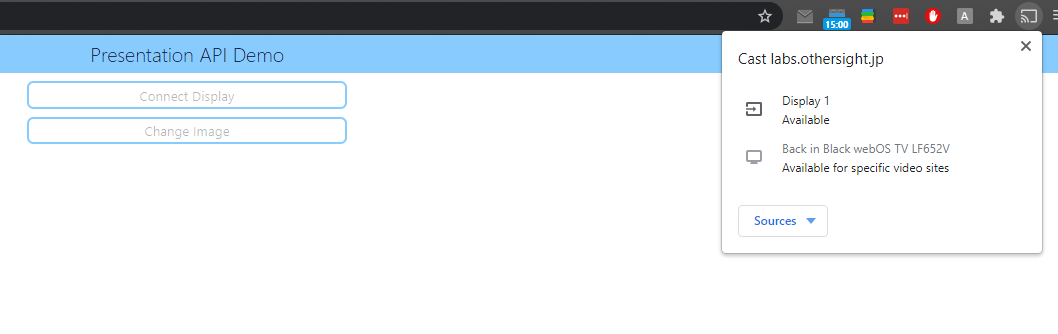 15:00
A
Presentation API Demo
Connect Display
Change Image
Cast labs.othersight.jp
Display 1
Available
Back in Black webOS TV LF652V
Available for specific video sites
Sources